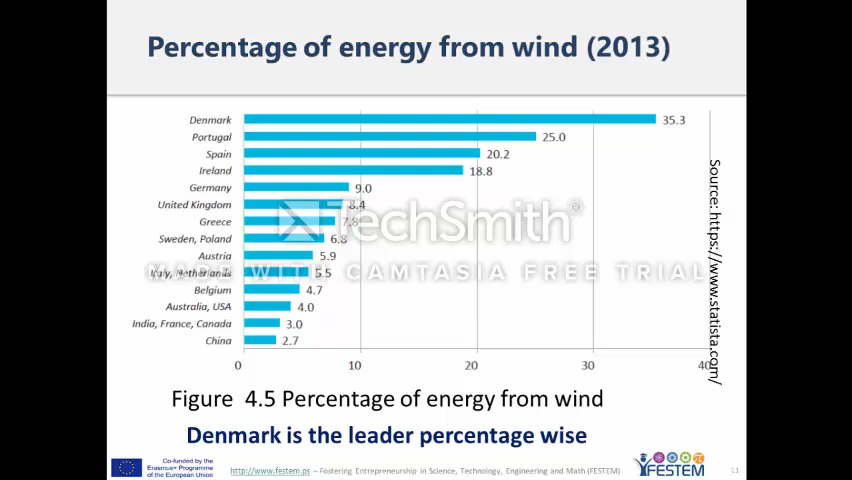 Percentage of energy from wind (2013)
Denmark 35.3
Portugal 25.0
Spain 20.2
Ireland 18.8
Germany 9.0
United Kingdom 8.4
Greece 7.8
Sweden, Poland 6.8
Austria 5.9
Italy, Netherlands 5.5
Belgium 4.7
Australia, USA 4.0
India, France, Canada 3.0
China 2.7
0 10 20 30 40
Source: https://www.statista.com/
TechSmith®
MADE WITH CAMTASIA FREE TRIAL
Figure 4.5 Percentage of energy from wind
Denmark is the leader percentage wise
Co-funded by the
Erasmus+ Programme
of the European Union
http://www.festem.ps – Fostering Entrepreneurship in Science, Technology, Engineering and Math (FESTEM)
FESTEM
11